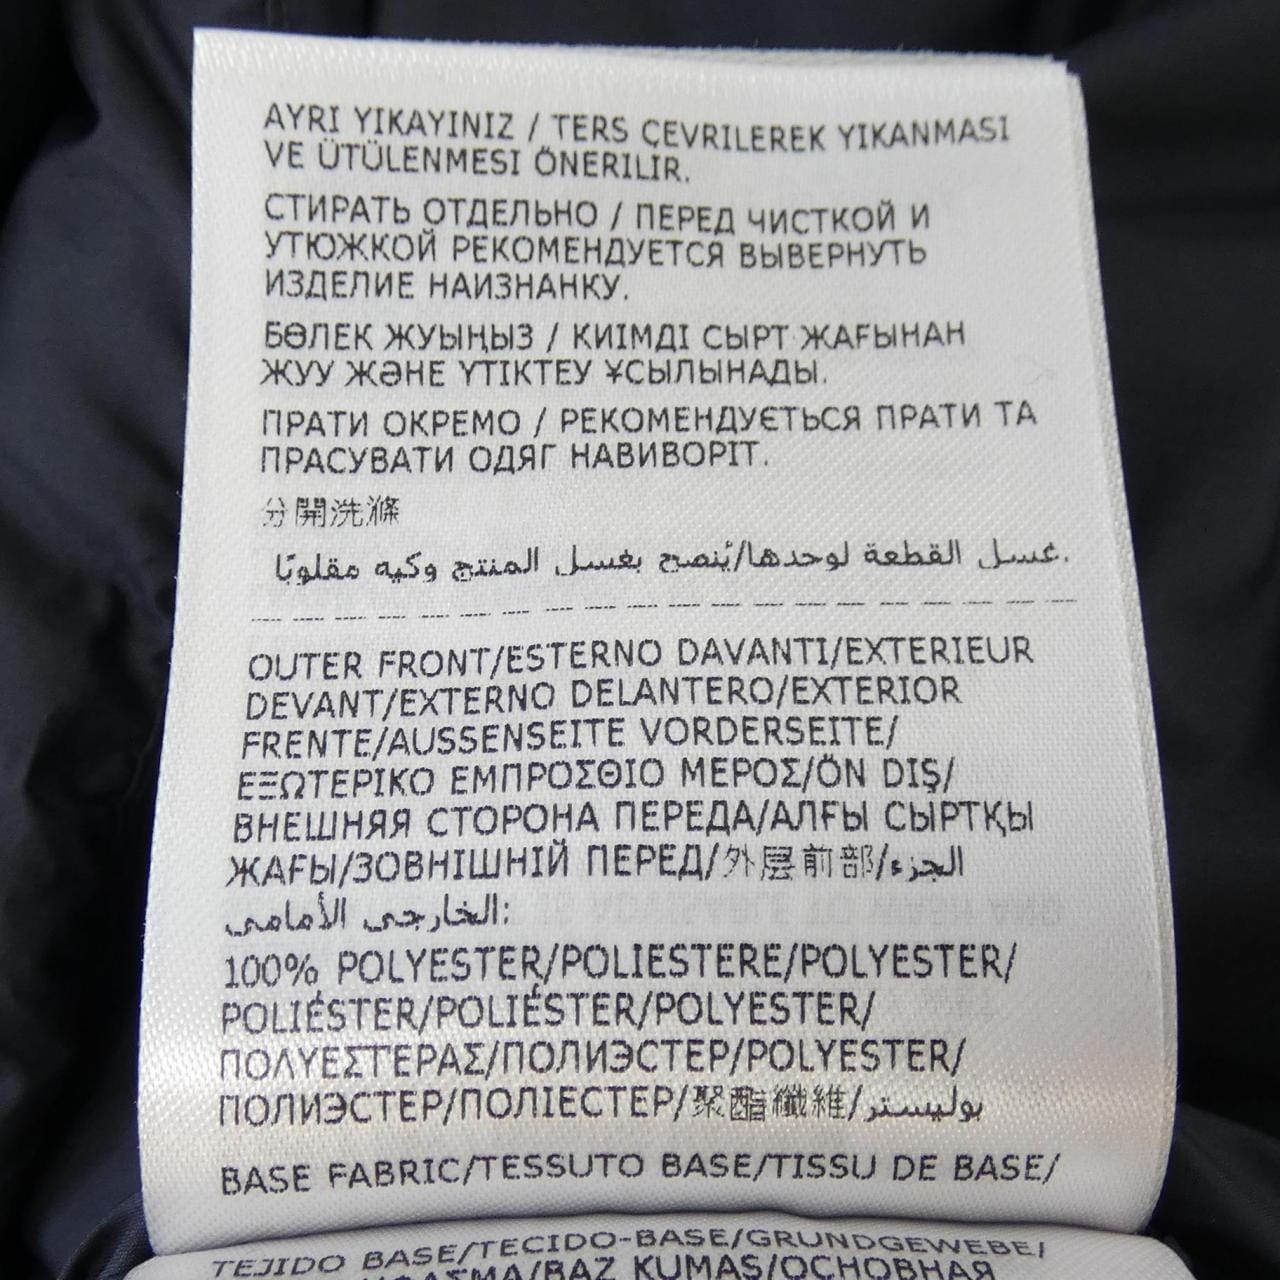 AYRI YIKAYINIZ / TERS ÇEVRILEREK YIKANMASI
VE ÜTÜLENMESI ÖNERILIR.
СТИРАТЬ ОТДЕЛЬНО / ПЕРЕД ЧИСТКОЙ И
УТЮЖКОЙ РЕКОМЕНДУЕТСЯ ВЫВЕРНУТЬ
ИЗДЕЛИЕ НАИЗНАНКУ.
БӨЛЕК ЖУЫҢЫЗ / КИІМДІ СЫРТ ЖАҒЫНАН
ЖУУ ЖӘНЕ ҮТІКТЕУ ҰСЫЛЫНАДЫ.
ПРАТИ ОКРЕМО / РЕКОМЕНДУЄТЬСЯ ПРАТИ ТА
ПРАСУВАТИ ОДЯГ НАВИВОРІТ.
分開洗滌
غسل القطعة لوحدها/يُنصح بغسل المنتج وكيه مقلوبًا.
OUTER FRONT/ESTERNO DAVANTI/EXTERIEUR
DEVANT/EXTERNO DELANTERO/EXTERIOR
FRENTE/AUSSENSEITE VORDERSEITE/
ΕΞΩΤΕΡΙΚΟ ΕΜΠΡΟΣΘΙΟ ΜΕΡΟΣ/ÖN DIŞ/
ВНЕШНЯЯ СТОРОНА ПЕРЕДА/АЛҒЫ СЫРТҚЫ
ЖАҒЫ/ЗОВНІШНІЙ ПЕРЕД/外层前部/الجزء
الخارجي الأمامي:
100% POLYESTER/POLIESTERE/POLYESTER/
POLIÉSTER/POLIÉSTER/POLYESTER/
ΠΟΛΥΕΣΤΕΡΑΣ/ПОЛИЭСТЕР/POLYESTER/
ПОЛИЭСТЕР/ПОЛІЕСТЕР/聚酯纖維/بوليستر
BASE FABRIC/TESSUTO BASE/TISSU DE BASE/
TEJIDO BASE/TECIDO-BASE/GRUNDGEWEBE/
BAZ KUMAŞ/ОСНОВНАЯ